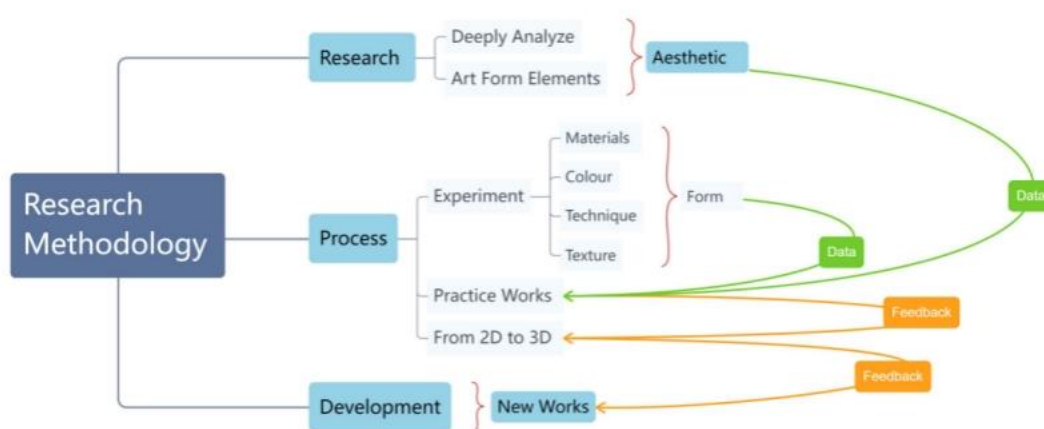 Research
Methodology
Research
Deeply Analyze
Art Form Elements
Aesthetic
Data
Process
Experiment
Materials
Colour
Technique
Texture
Form
Data
Practice Works
From 2D to 3D
Feedback
Feedback
Development
New Works